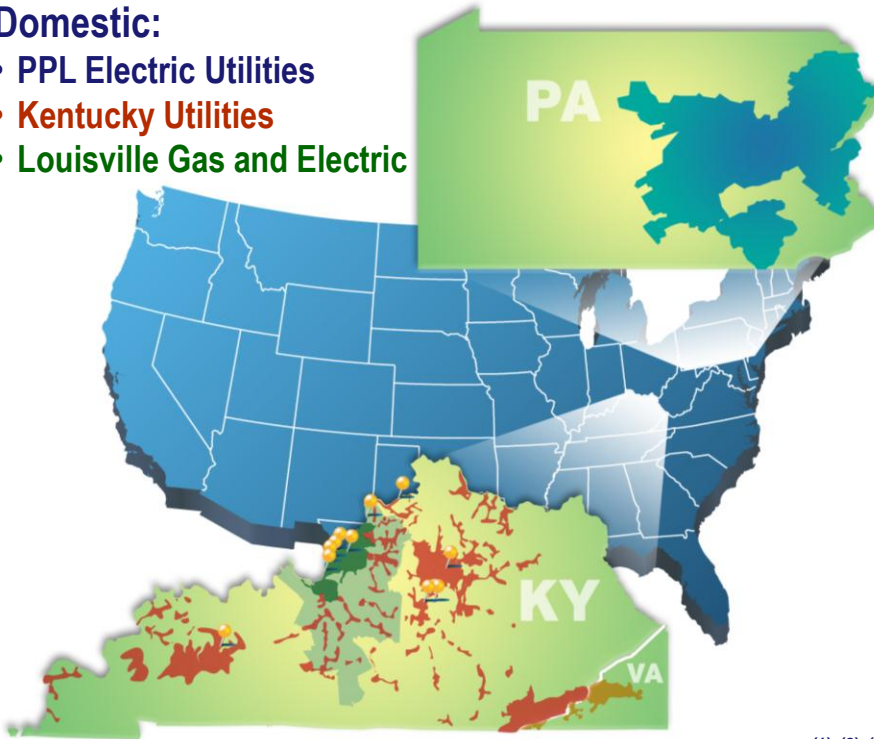 Domestic:
• PPL Electric Utilities
• Kentucky Utilities
• Louisville Gas and Electric
PA
KY
VA